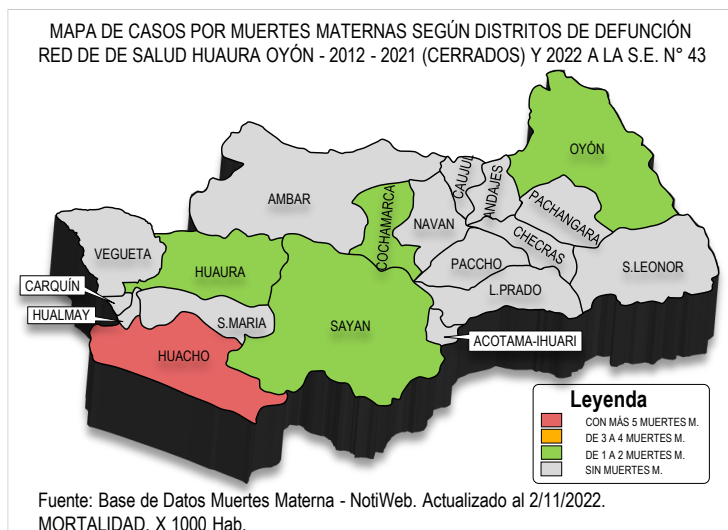 MAPA DE CASOS POR MUERTES MATERNAS SEGÚN DISTRITOS DE DEFUNCIÓN
RED DE DE SALUD HUAURA OYÓN - 2012 - 2021 (CERRADOS) Y 2022 A LA S.E. N° 43
OYÓN
AMBAR
CAUJUL
ANDAJES
COCHAMARCA
NAVAN
PACHANGARA
VEGUETA
CHECRAS
HUAURA
PACCHO
S.LEONOR
CARQUÍN
L.PRADO
HUALMAY
S.MARIA
SAYAN
ACOTAMA-IHUARI
HUACHO
Leyenda
CON MÁS 5 MUERTES M.
DE 3 A 4 MUERTES M.
DE 1 A 2 MUERTES M.
SIN MUERTES M.
Fuente: Base de Datos Muertes Materna - NotiWeb. Actualizado al 2/11/2022.
MORTALIDAD. X 1000 Hab.